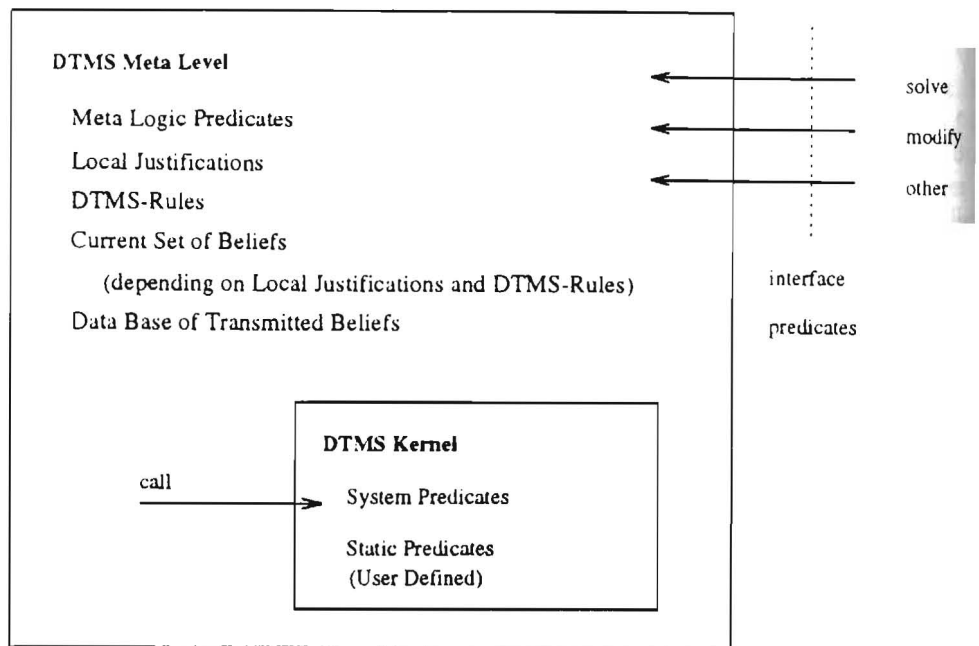 DTMS Meta Level
solve
Meta Logic Predicates
modify
Local Justifications
other
DTMS-Rules
Current Set of Beliefs
(depending on Local Justifications and DTMS-Rules)
interface
Data Base of Transmitted Beliefs
predicates
DTMS Kernel
call
System Predicates
Static Predicates
(User Defined)